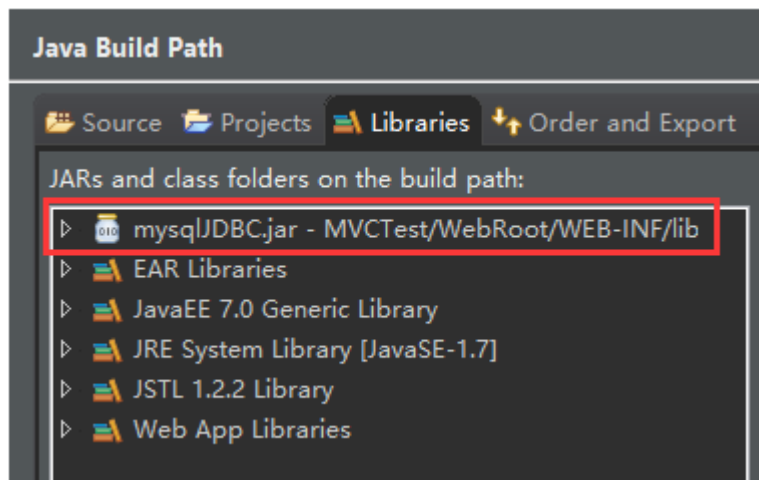 Java Build Path
Source Projects Libraries Order and Export
JARs and class folders on the build path:
mysqlJDBC.jar - MVCTest/WebRoot/WEB-INF/lib
EAR Libraries
JavaEE 7.0 Generic Library
JRE System Library [JavaSE-1.7]
JSTL 1.2.2 Library
Web App Libraries